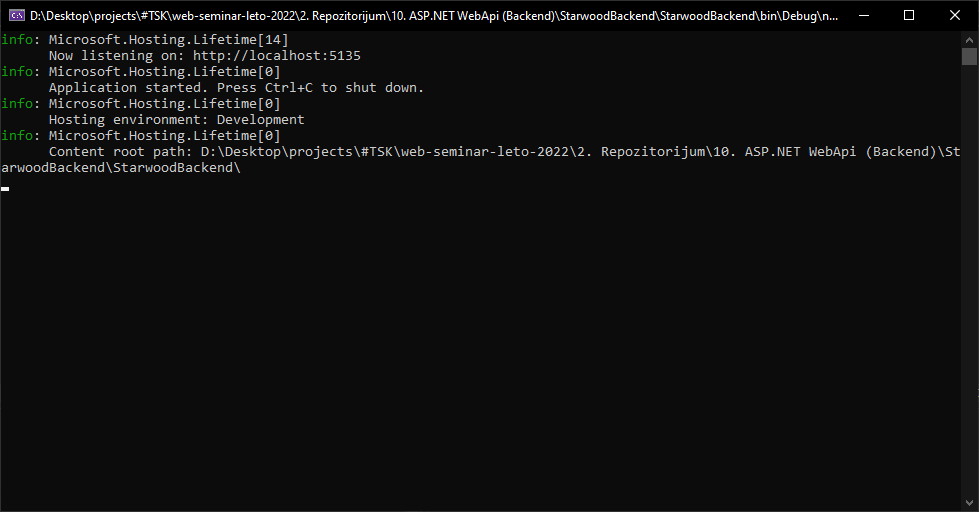 D:\Desktop\projects\#TSK\web-seminar-leto-2022\2. Repozitorijum\10. ASP.NET WebApi (Backend)\StarwoodBackend\StarwoodBackend\bin\Debug\n...
info: Microsoft.Hosting.Lifetime[14]
      Now listening on: http://localhost:5135
info: Microsoft.Hosting.Lifetime[0]
      Application started. Press Ctrl+C to shut down.
info: Microsoft.Hosting.Lifetime[0]
      Hosting environment: Development
info: Microsoft.Hosting.Lifetime[0]
      Content root path: D:\Desktop\projects\#TSK\web-seminar-leto-2022\2. Repozitorijum\10. ASP.NET WebApi (Backend)\St
arwoodBackend\StarwoodBackend\